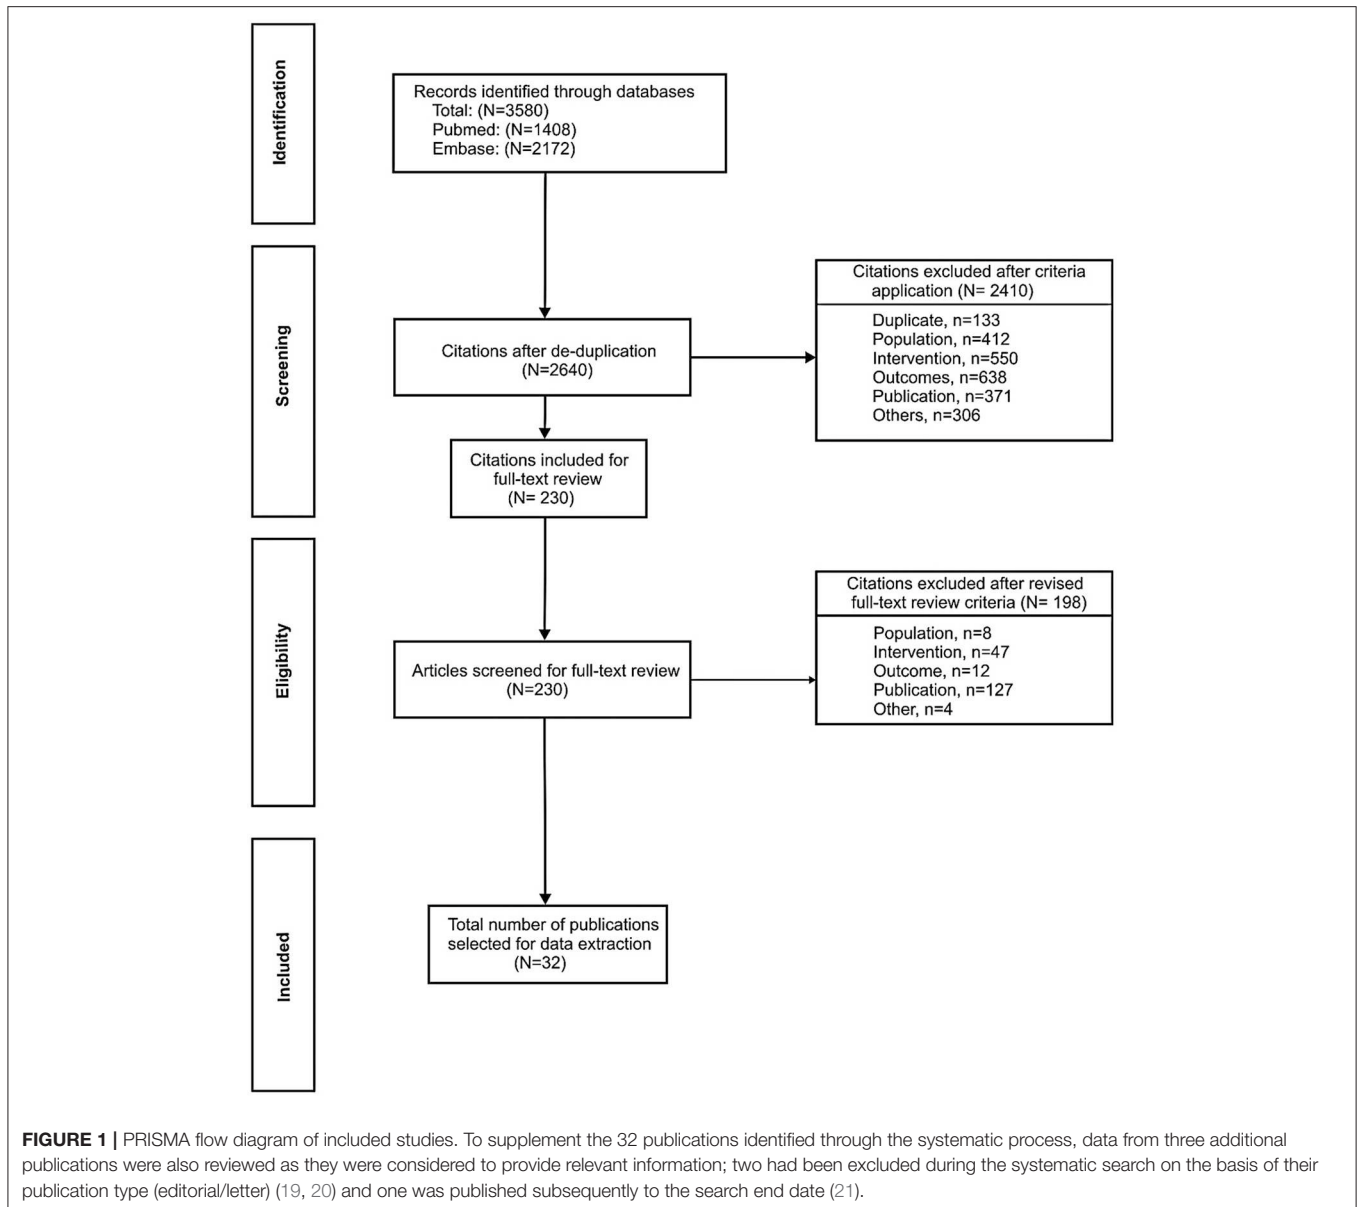 Identification
Records identified through databases
Total: (N=3580)
Pubmed: (N=1408)
Embase: (N=2172)
Screening
Citations after de-duplication
(N=2640)
Citations excluded after criteria
application (N= 2410)
Duplicate, n=133
Population, n=412
Intervention, n=550
Outcomes, n=638
Publication, n=371
Others, n=306
Citations included for
full-text review
(N= 230)
Eligibility
Articles screened for full-text review
(N=230)
Citations excluded after revised
full-text review criteria (N= 198)
Population, n=8
Intervention, n=47
Outcome, n=12
Publication, n=127
Other, n=4
Included
Total number of publications
selected for data extraction
(N=32)
FIGURE 1 | PRISMA flow diagram of included studies. To supplement the 32 publications identified through the systematic process, data from three additional
publications were also reviewed as they were considered to provide relevant information; two had been excluded during the systematic search on the basis of their
publication type (editorial/letter) (19, 20) and one was published subsequently to the search end date (21).